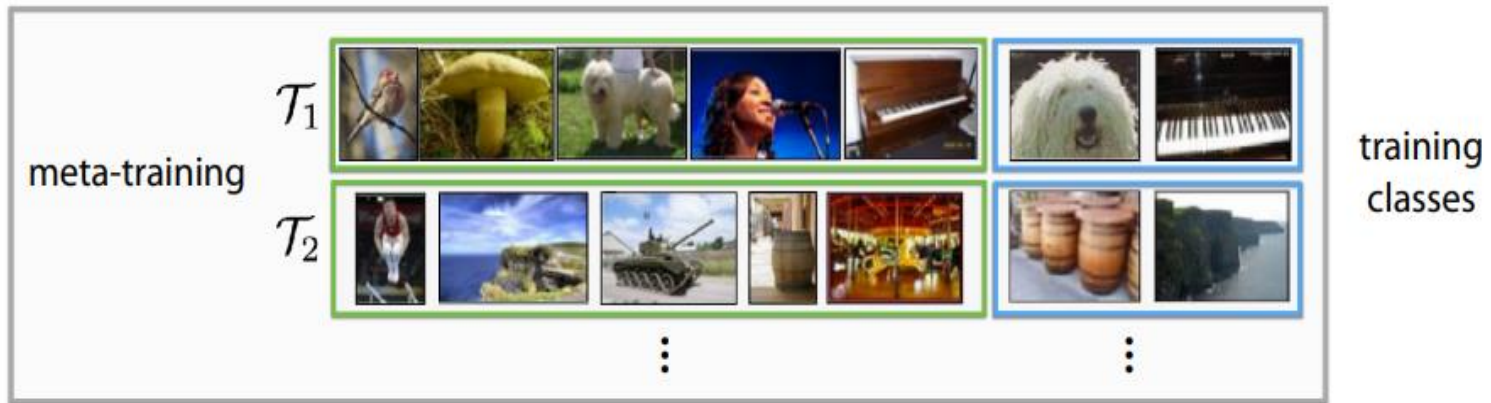 meta-training
𝒯₁
𝒯₂
⋮
⋮
training
classes